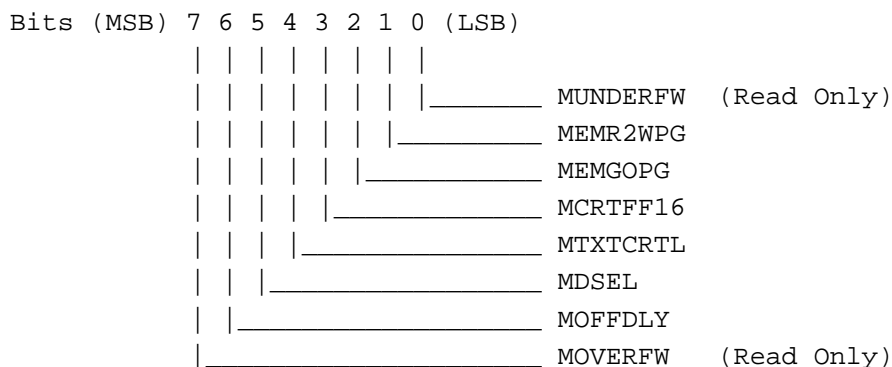 Bits (MSB) 7 6 5 4 3 2 1 0 (LSB)
MUNDERFW (Read Only)
MEMR2WPG
MEMGOPG
MCRTFF16
MTXTCRTL
MDSEL
MOFFDLY
MOVERFW (Read Only)